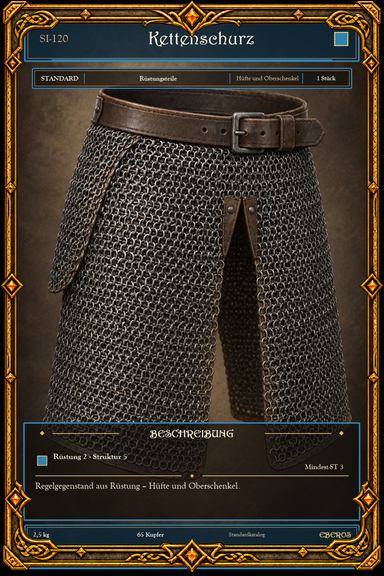 SI-120 Kettenschurz
STANDARD Rüstungsteile Hüfte und Oberschenkel 1 Stück
BESCHREIBUNG
Rüstung 2 · Struktur 5
Mindest-ST 3
Regelgegenstand aus Rüstung – Hüfte und Oberschenkel.
2,5 kg 65 Kupfer Standardkatalog EBEROS